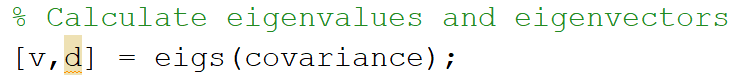 % Calculate eigenvalues and eigenvectors
[v,d] = eigs(covariance);